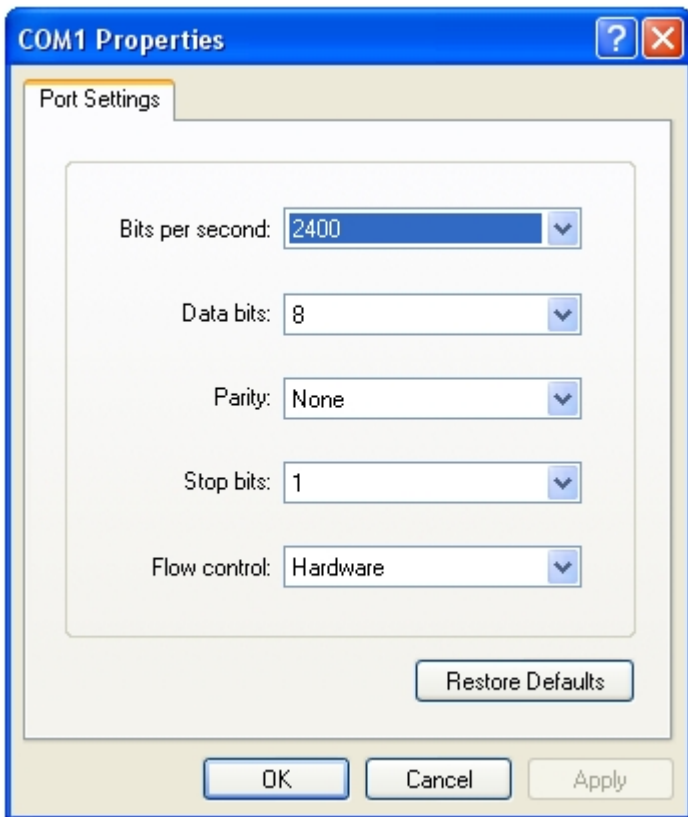 COM1 Properties
Port Settings
Bits per second: 2400
Data bits: 8
Parity: None
Stop bits: 1
Flow control: Hardware
Restore Defaults
OK Cancel Apply